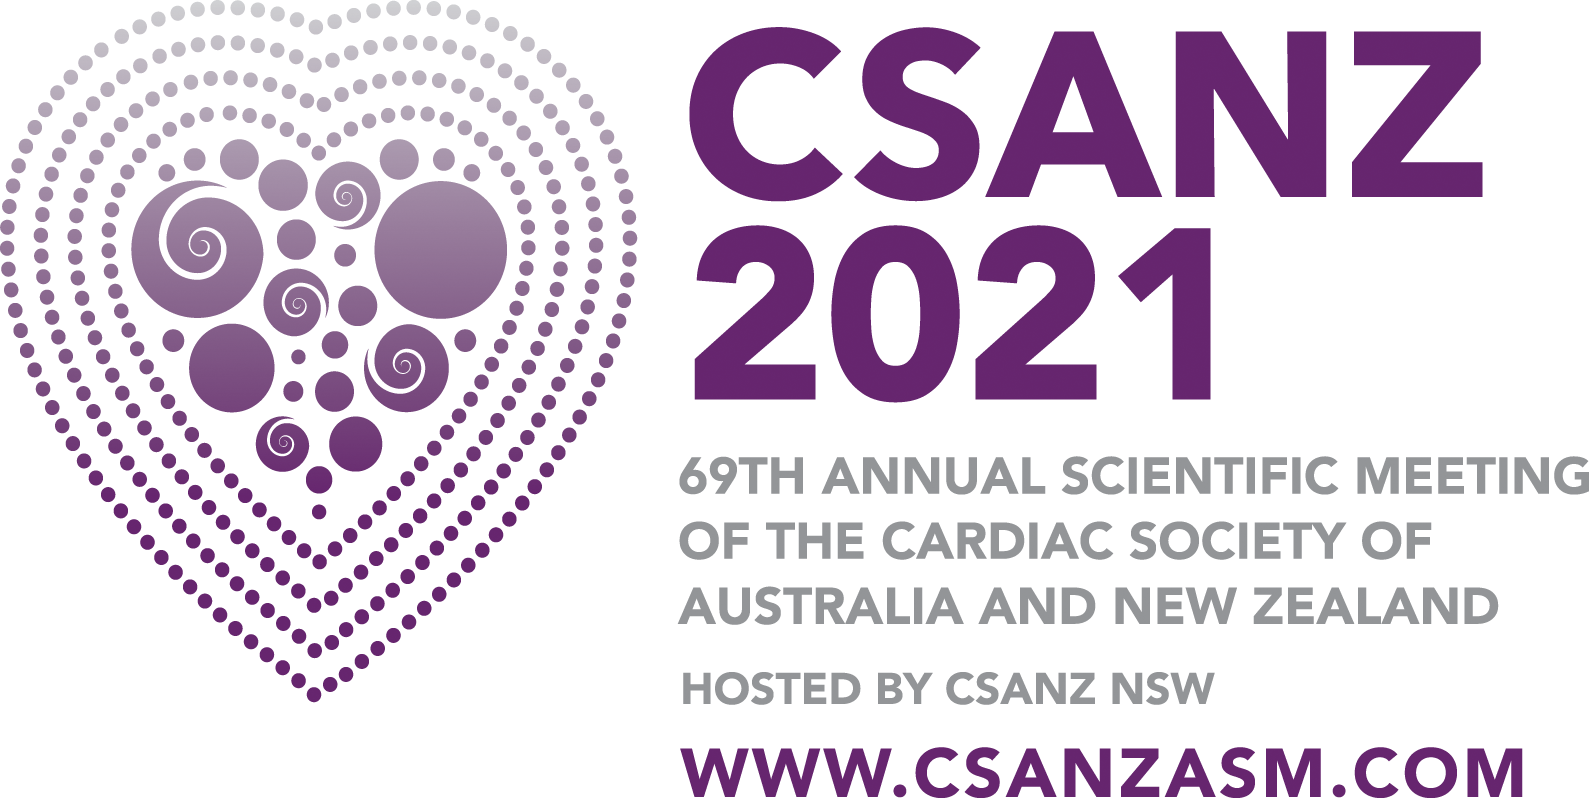 CSANZ
2021
69TH ANNUAL SCIENTIFIC MEETING
OF THE CARDIAC SOCIETY OF
AUSTRALIA AND NEW ZEALAND
HOSTED BY CSANZ NSW
WWW.CSANZASM.COM